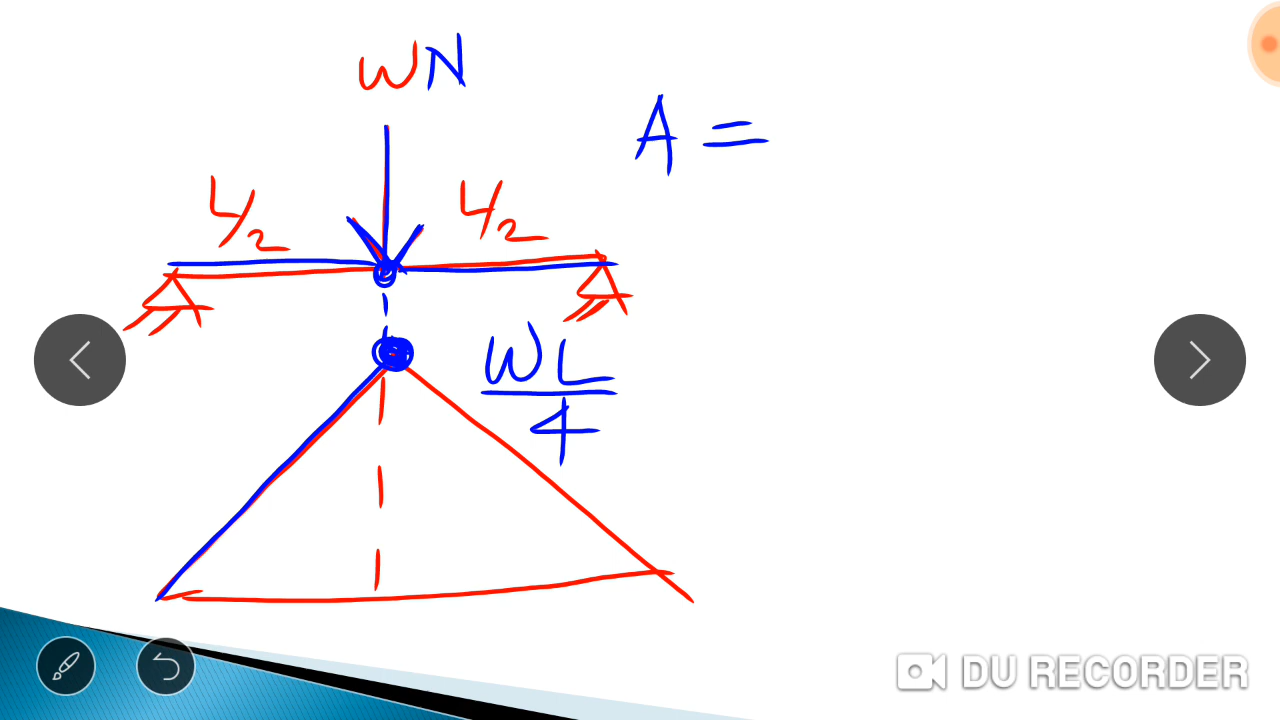 WN
A =
L/2
L/2
WL/4
DU RECORDER